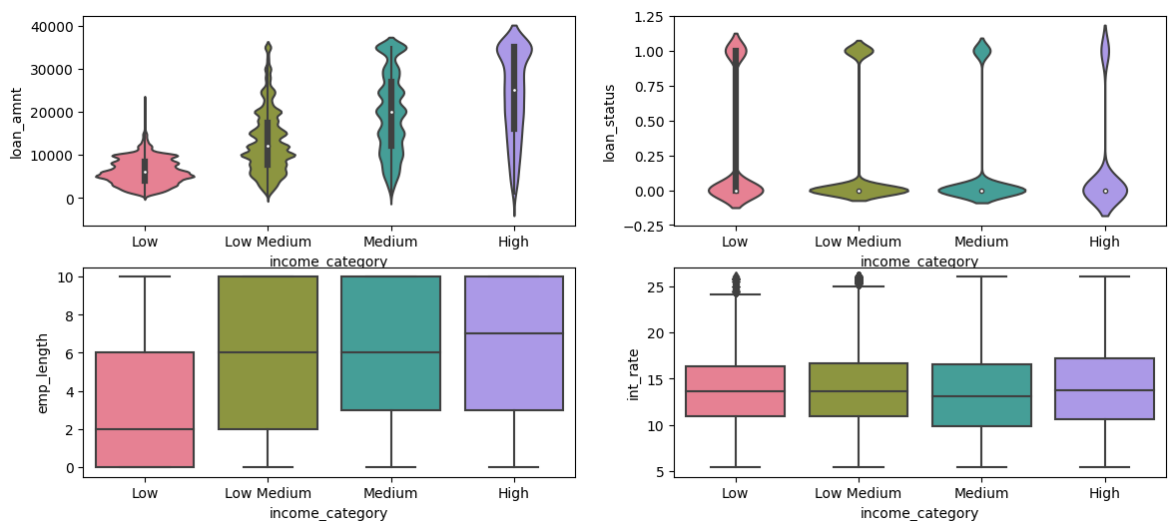 loan_amnt
40000
30000
20000
10000
0
Low
Low Medium
Medium
High
income_category
loan_status
1.25
1.00
0.75
0.50
0.25
0.00
−0.25
Low
Low Medium
Medium
High
income_category
emp_length
10
8
6
4
2
0
Low
Low Medium
Medium
High
income_category
int_rate
25
20
15
10
5
Low
Low Medium
Medium
High
income_category